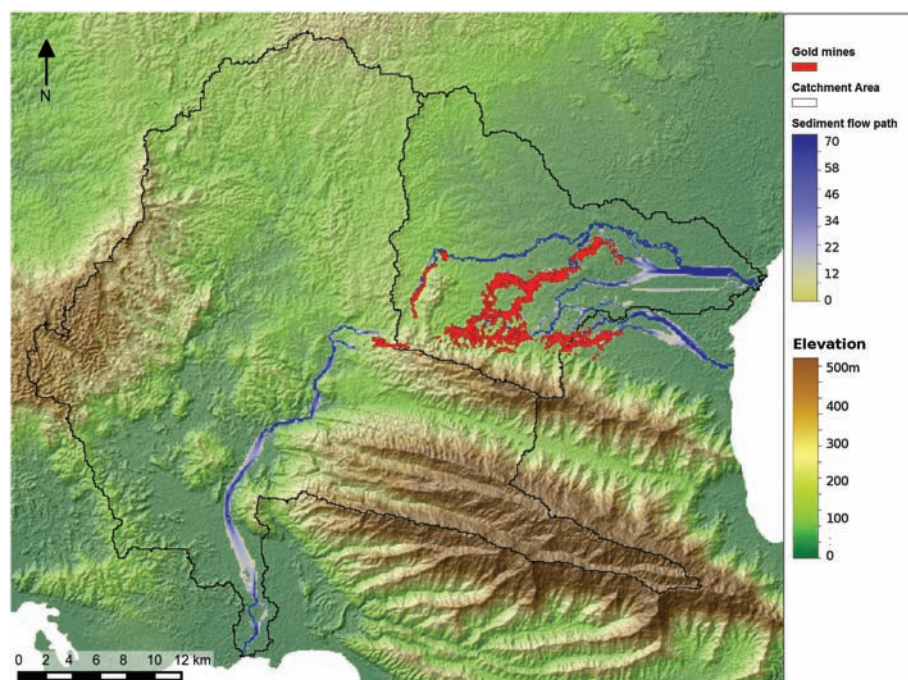 N
Gold mines
Catchment Area
Sediment flow path
70
58
46
34
22
12
0
Elevation
500m
400
300
200
100
0
0 2 4 6 8 10 12 km